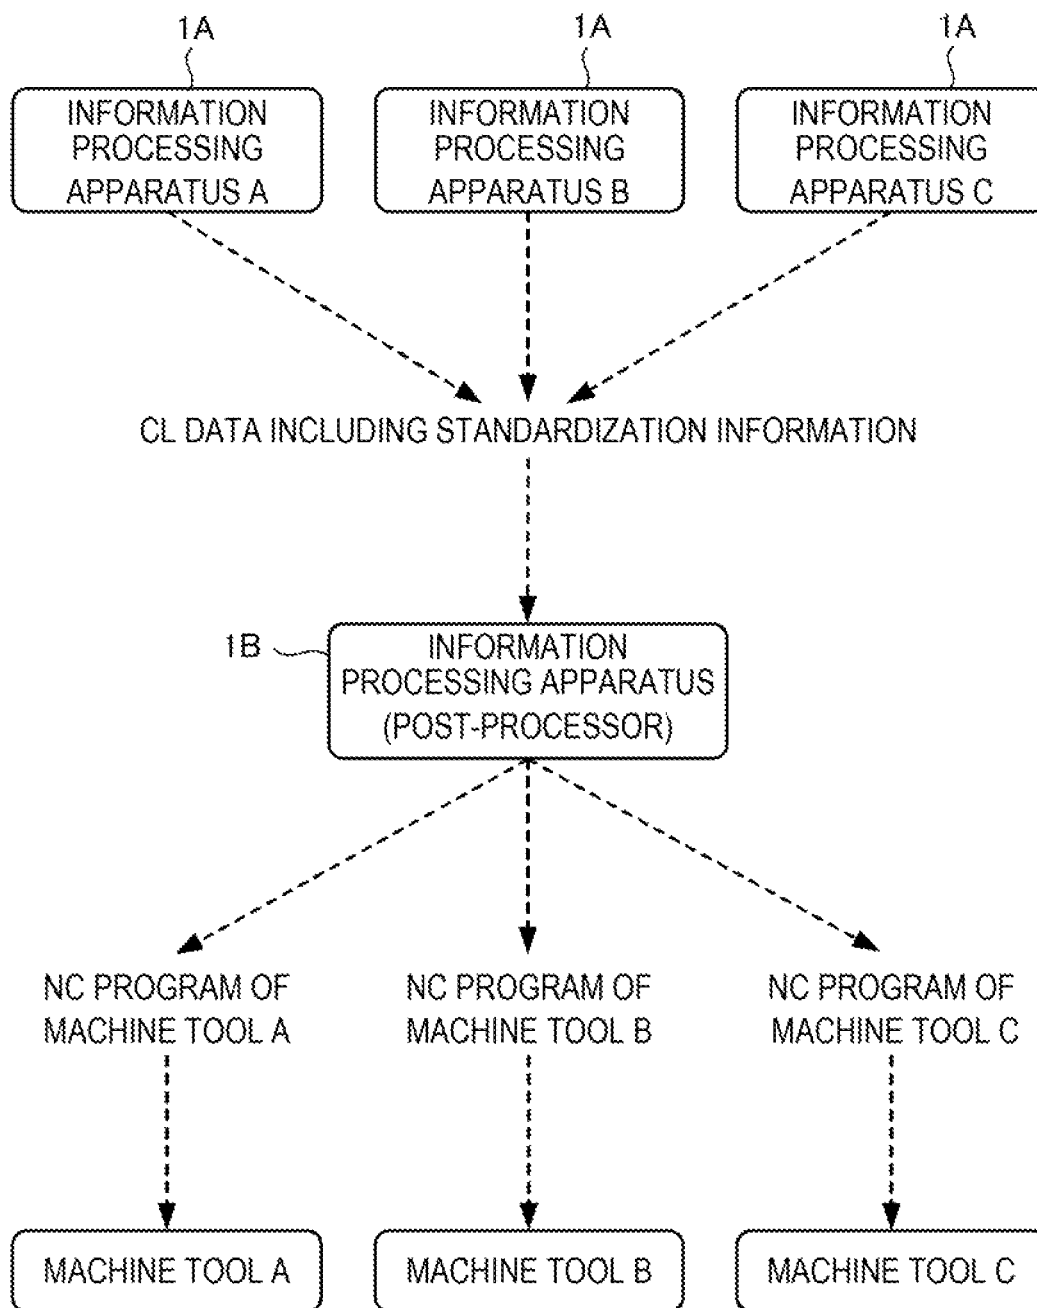 1A
1A
1A
INFORMATION
PROCESSING
APPARATUS A
INFORMATION
PROCESSING
APPARATUS B
INFORMATION
PROCESSING
APPARATUS C
CL DATA INCLUDING STANDARDIZATION INFORMATION
1B
INFORMATION
PROCESSING APPARATUS
(POST-PROCESSOR)
NC PROGRAM OF
MACHINE TOOL A
NC PROGRAM OF
MACHINE TOOL B
NC PROGRAM OF
MACHINE TOOL C
MACHINE TOOL A
MACHINE TOOL B
MACHINE TOOL C